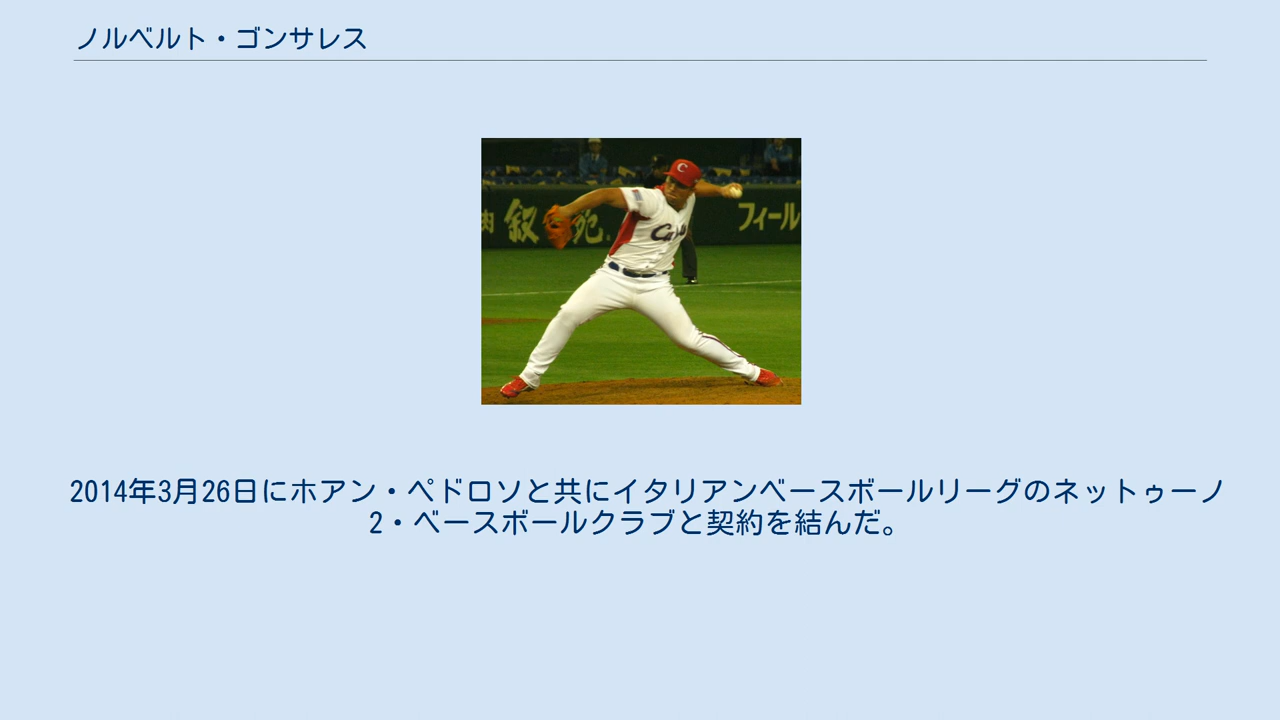 ノルベルト・ゴンサレス
C
叙
苑
フィール
2014年3月26日にホアン・ペドロソと共にイタリアンベースボールリーグのネットゥーノ
2・ベースボールクラブと契約を結んだ。